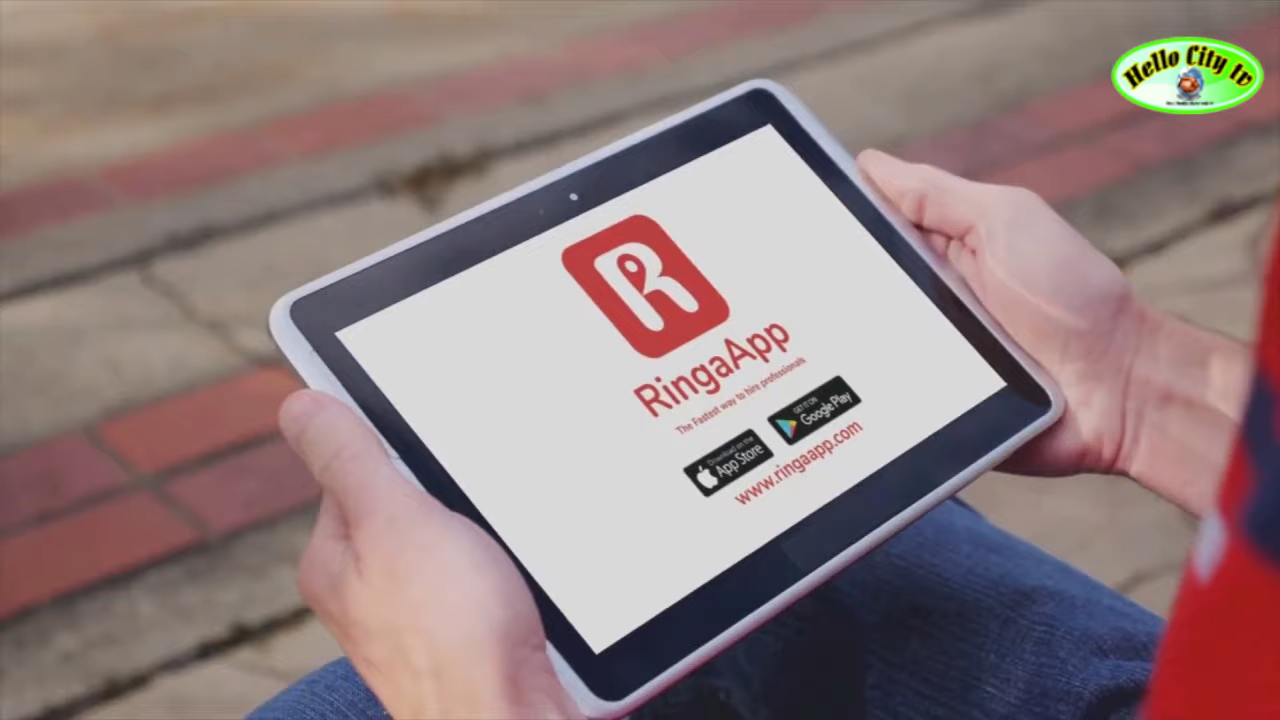 Hello City tv
R
RingaApp
The Fastest way to hire professionals
Download on the
App Store
GET IT ON
Google Play
www.ringaapp.com